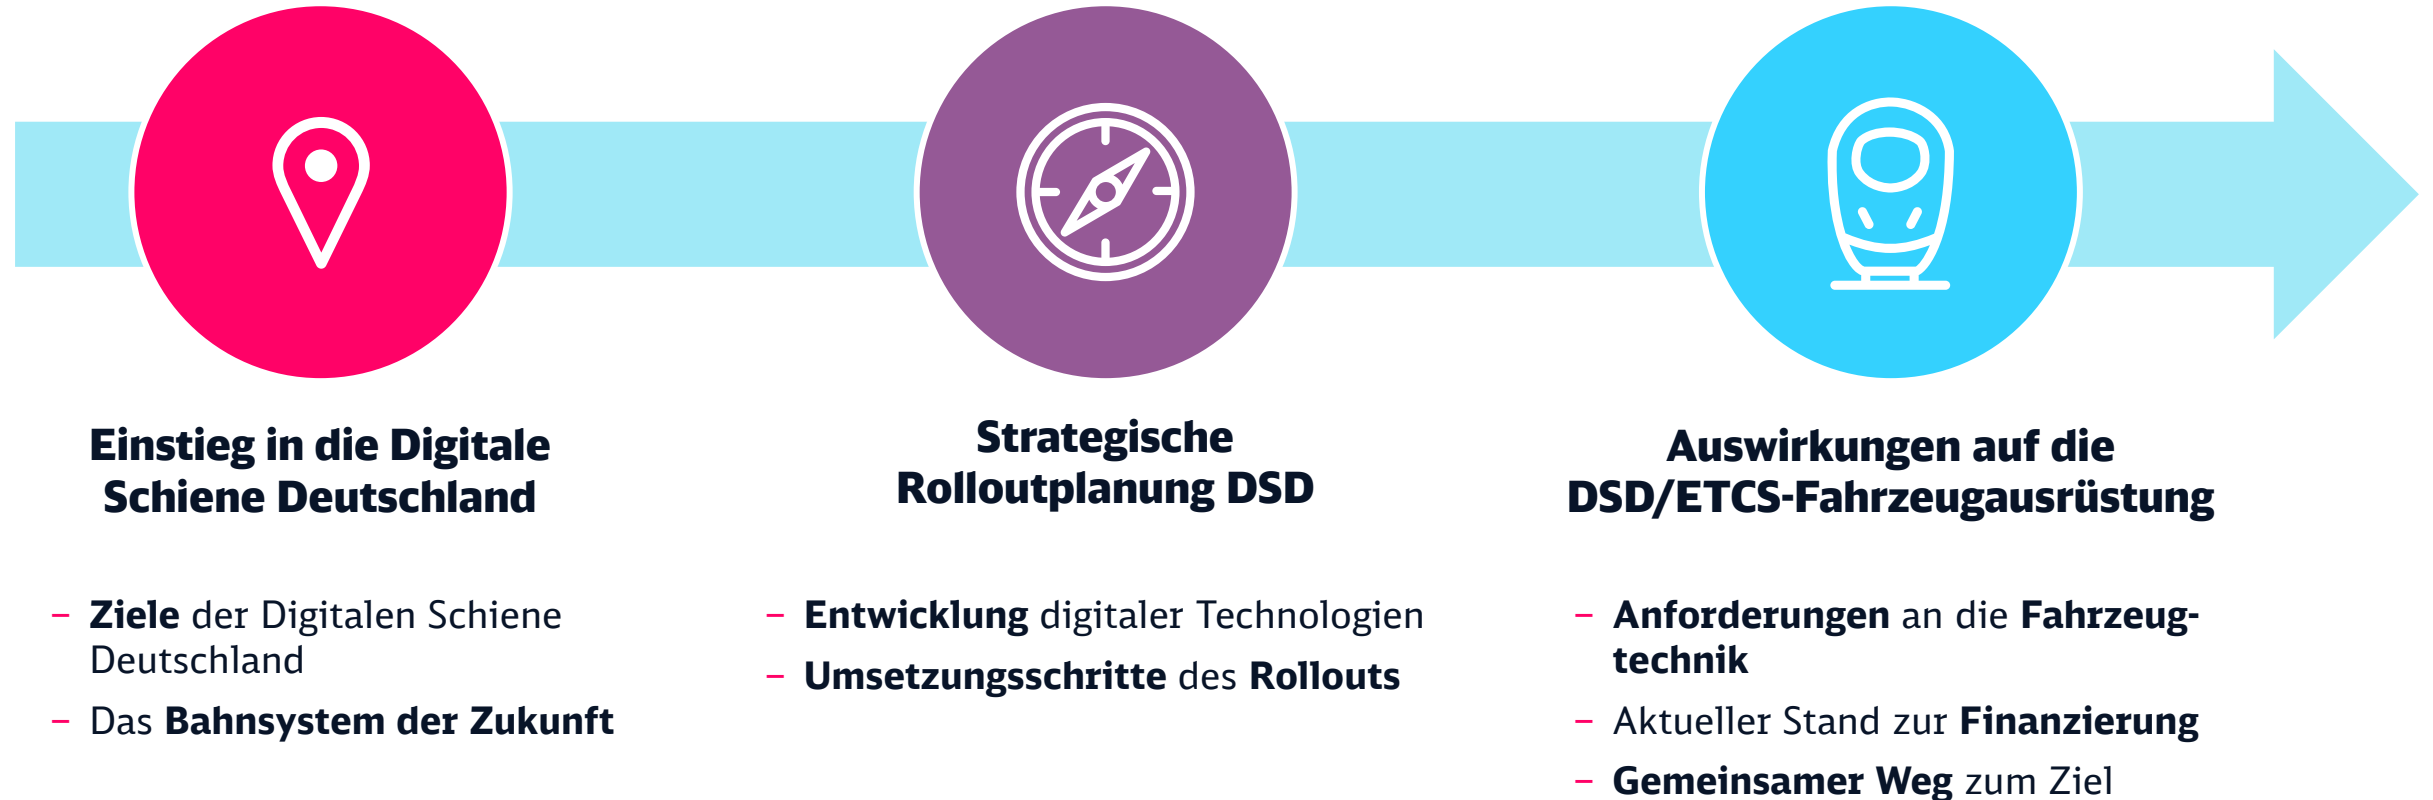 Einstieg in die Digitale
Schiene Deutschland
– Ziele der Digitalen Schiene
Deutschland
– Das Bahnsystem der Zukunft
Strategische
Rolloutplanung DSD
– Entwicklung digitaler Technologien
– Umsetzungsschritte des Rollouts
Auswirkungen auf die
DSD/ETCS-Fahrzeugausrüstung
– Anforderungen an die Fahrzeug-
technik
– Aktueller Stand zur Finanzierung
– Gemeinsamer Weg zum Ziel